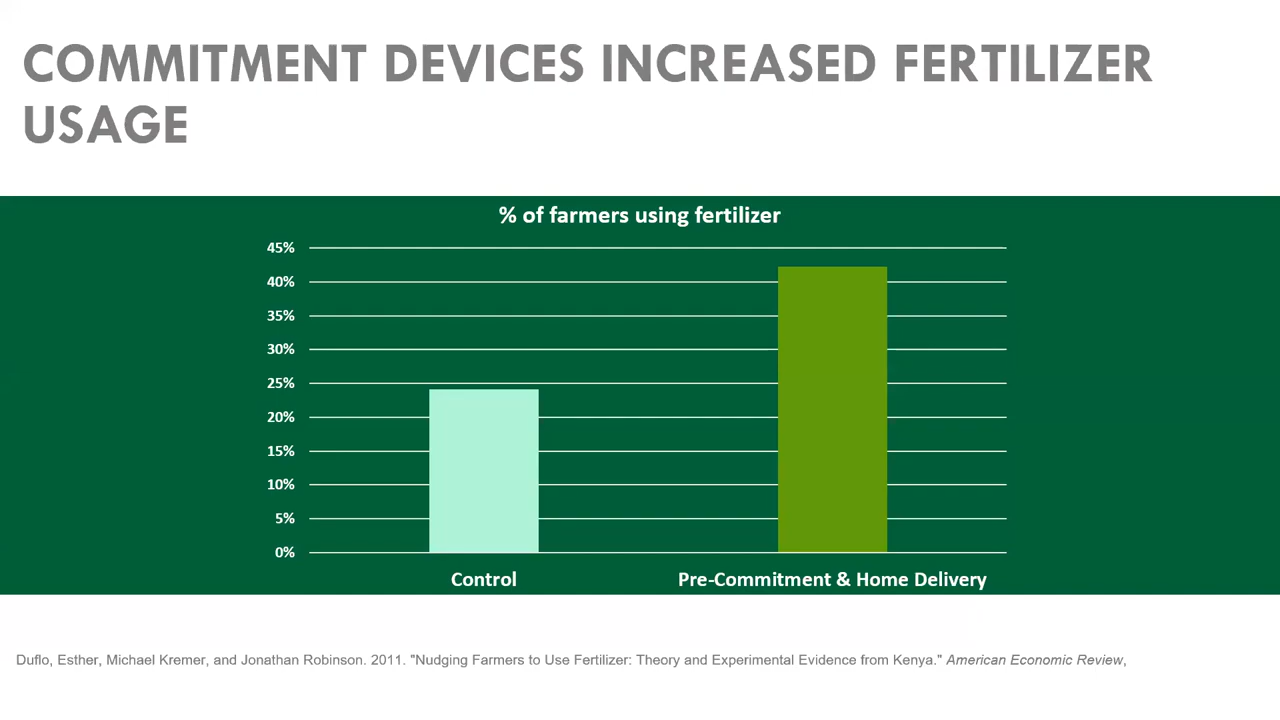 COMMITMENT DEVICES INCREASED FERTILIZER
USAGE
% of farmers using fertilizer
45%
40%
35%
30%
25%
20%
15%
10%
5%
0%
Control
Pre-Commitment & Home Delivery
Duflo, Esther, Michael Kremer, and Jonathan Robinson. 2011. "Nudging Farmers to Use Fertilizer: Theory and Experimental Evidence from Kenya." American Economic Review,